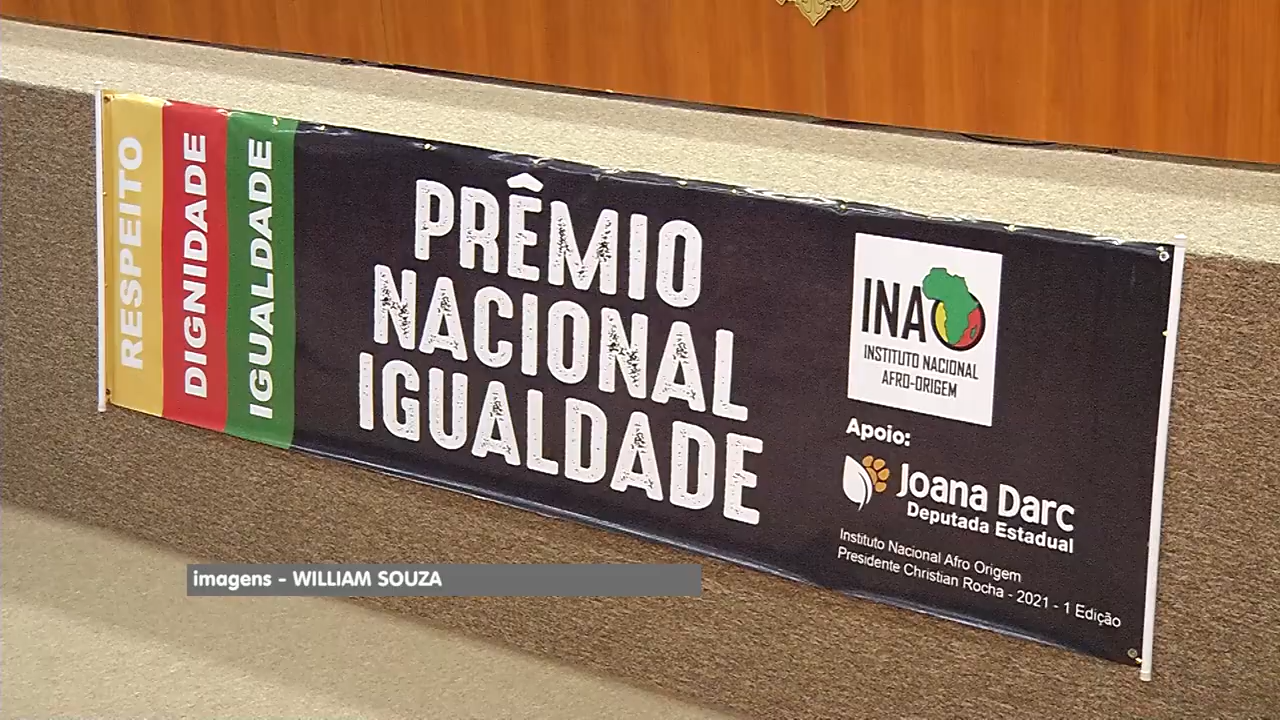 RESPEITO
DIGNIDADE
IGUALDADE
PRÊMIO
NACIONAL
IGUALDADE
INAO
INSTITUTO NACIONAL
AFRO-ORIGEM
Apoio:
Joana Darc
Deputada Estadual
Instituto Nacional Afro Origem
Presidente Christian Rocha - 2021 - 1 Edição
imagens - WILLIAM SOUZA